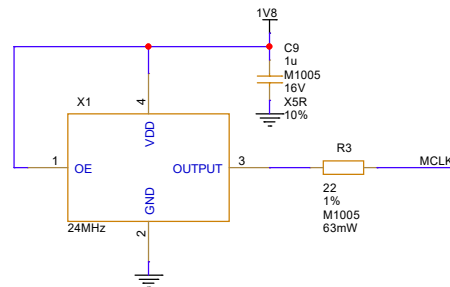 1V8
C9
1u
M1005
16V
X5R
10%
X1
4
VDD
1
OE
OUTPUT
3
GND
2
24MHz
R3
22
1%
M1005
63mW
MCLK